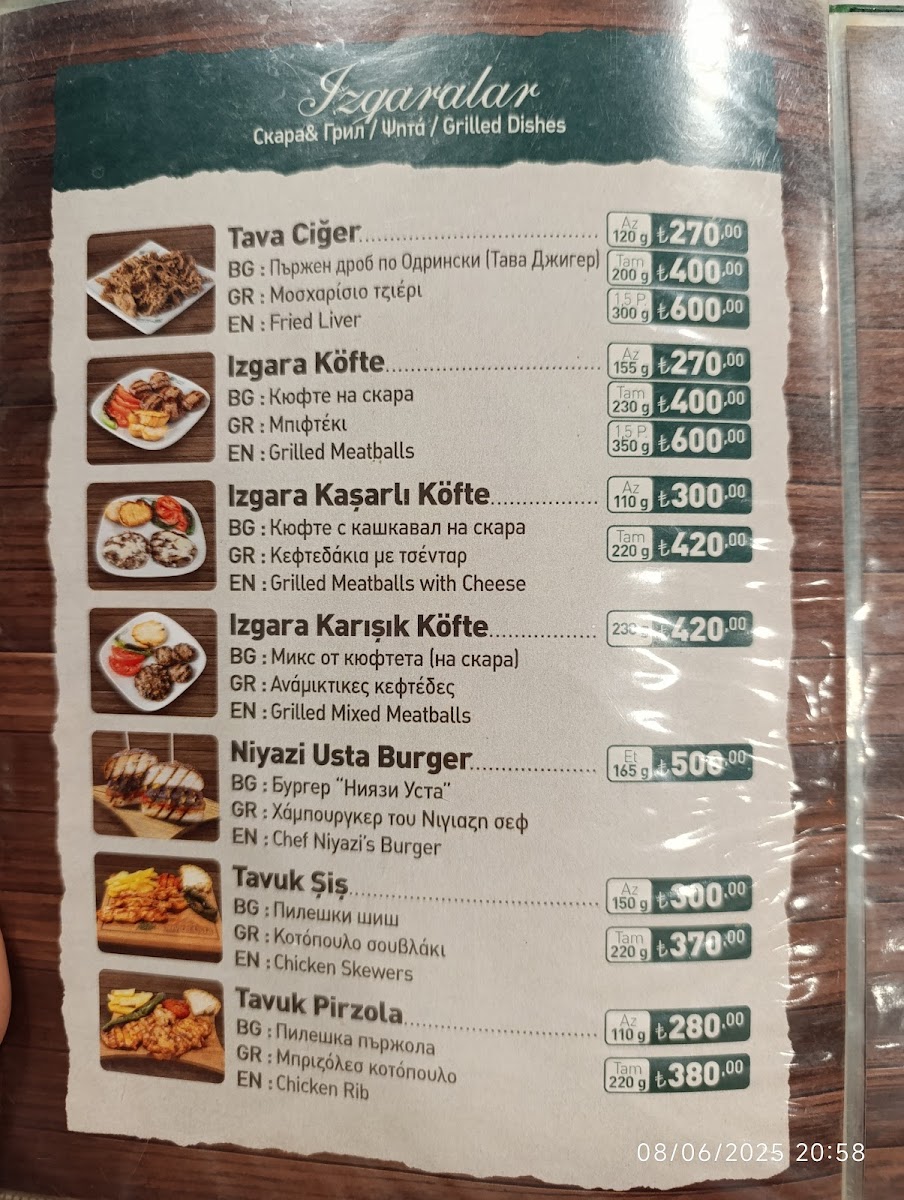 Izgaralar
Скара& Грил / Ψητά / Grilled Dishes
Tava Ciğer
Az 120 g ₺270,00
BG : Пържен дроб по Одрински (Тава Джигер)
Tam 200 g ₺400,00
GR : Μοσχαρίσιο τζιέρι
1,5 P. 300 g ₺600,00
EN : Fried Liver
Izgara Köfte
Az 155 g ₺270,00
BG : Кюфте на скара
Tam 230 g ₺400,00
GR : Μπιφτέκι
1,5 P. 350 g ₺600,00
EN : Grilled Meatballs
Izgara Kaşarlı Köfte
Az 110 g ₺300,00
BG : Кюфте с кашкавал на скара
Tam 220 g ₺420,00
GR : Κεφτεδάκια με τσένταρ
EN : Grilled Meatballs with Cheese
Izgara Karışık Köfte
230 g ₺420,00
BG : Микс от кюфтета (на скара)
GR : Ανάμικτικες κεφτέδες
EN : Grilled Mixed Meatballs
Niyazi Usta Burger
Et 165 g ₺500,00
BG : Бургер “Ниязи Уста”
GR : Χάμπουργκερ του Νιγιαζη σεφ
EN : Chef Niyazi's Burger
Tavuk Şiş
Az 150 g ₺300,00
BG : Пилешки шиш
Tam 220 g ₺370,00
GR : Κοτόπουλο σουβλάκι
EN : Chicken Skewers
Tavuk Pirzola
Az 110 g ₺280,00
BG : Пилешка пържола
Tam 220 g ₺380,00
GR : Μπριζόλες κοτόπουλο
EN : Chicken Rib
08/06/2025 20:58